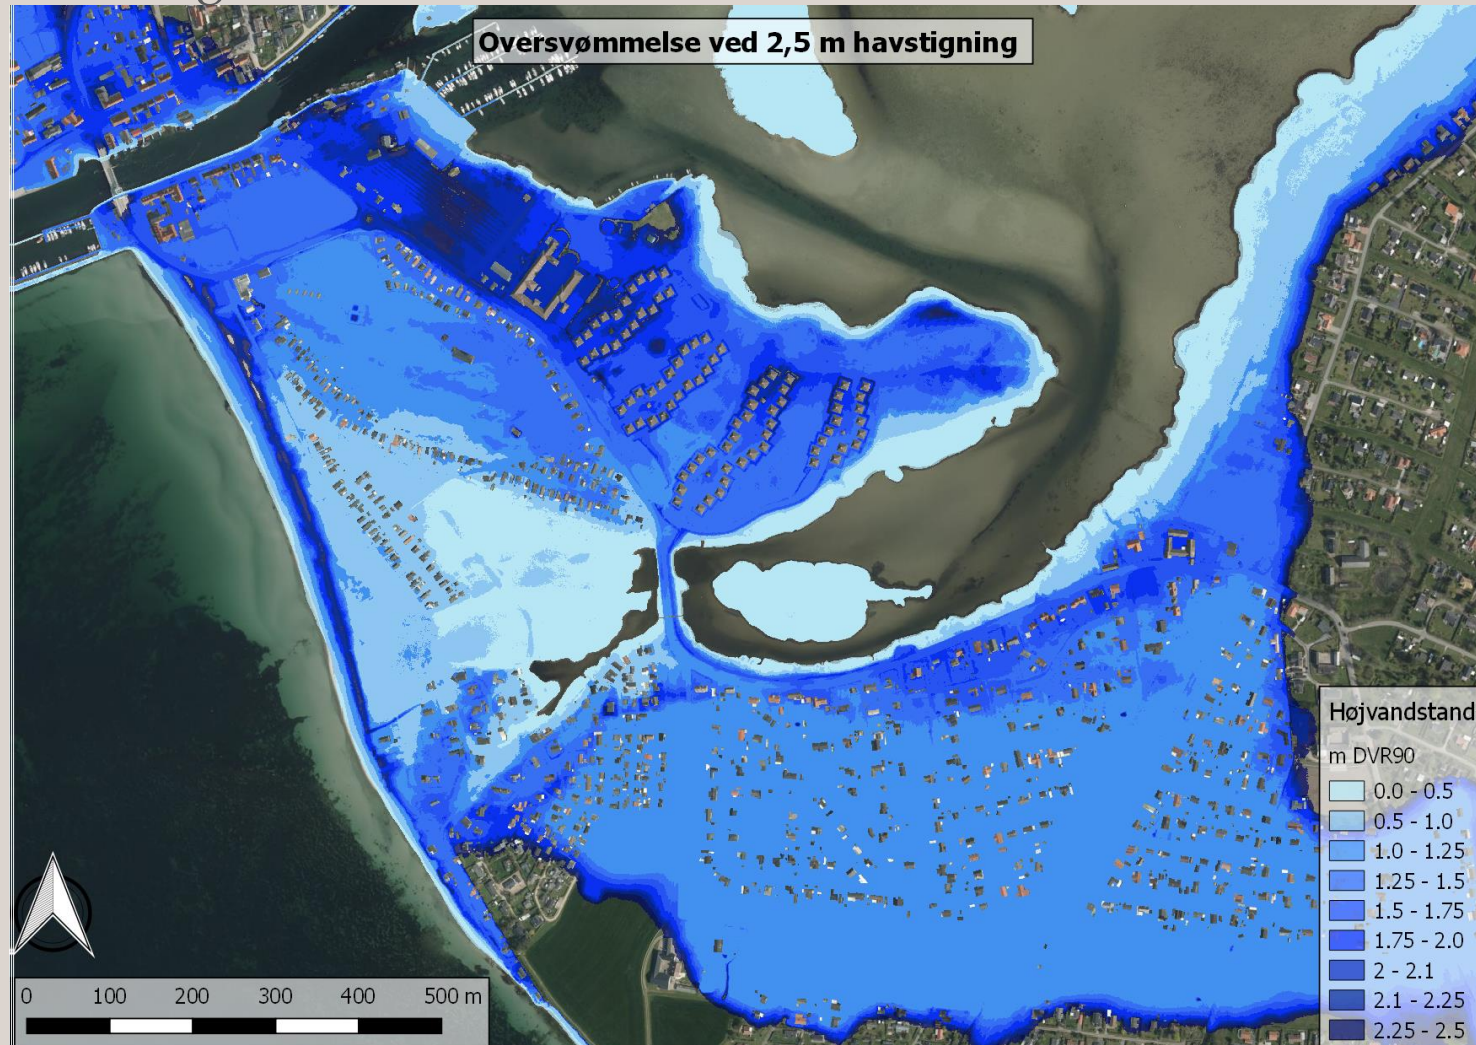 Oversvømmelse ved 2,5 m havstigning
Højvandstand
m DVR90
0.0 - 0.5
0.5 - 1.0
1.0 - 1.25
1.25 - 1.5
1.5 - 1.75
1.75 - 2.0
2 - 2.1
2.1 - 2.25
2.25 - 2.5
0 100 200 300 400 500 m